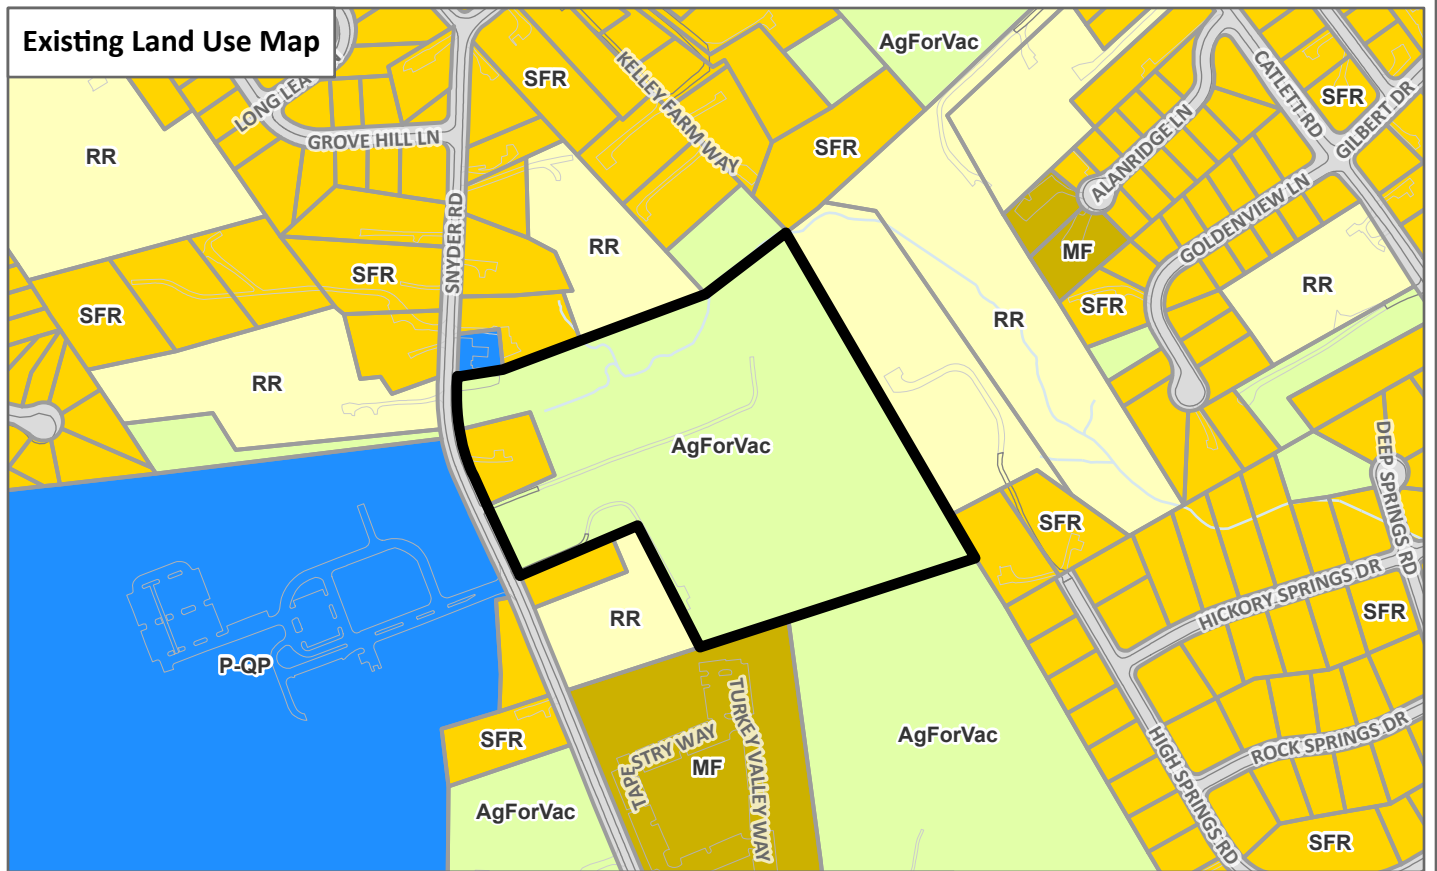 Existing Land Use Map
AgForVac
SFR
KELLEY FARM WAY
CATLETT RD
SFR
GILBERT DR
LONG LEA
GROVE HILL LN
RR
SFR
ALANRIDGE LN
GOLDENVIEW LN
SNYDER RD
RR
MF
SFR
SFR
RR
SFR
RR
RR
AgForVac
DEEP SPRINGS RD
SFR
HICKORY SPRINGS DR
RR
SFR
P-QP
TURKEY VALLEY WAY
SFR
TAPESTRY WAY
MF
AgForVac
HIGH SPRINGS RD
ROCK SPRINGS DR
AgForVac
SFR